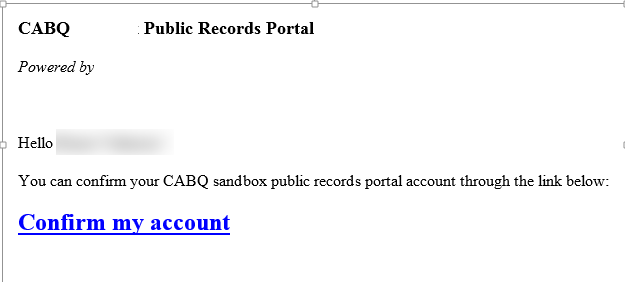 CABQ : Public Records Portal
Powered by
Hello
You can confirm your CABQ sandbox public records portal account through the link below:
Confirm my account